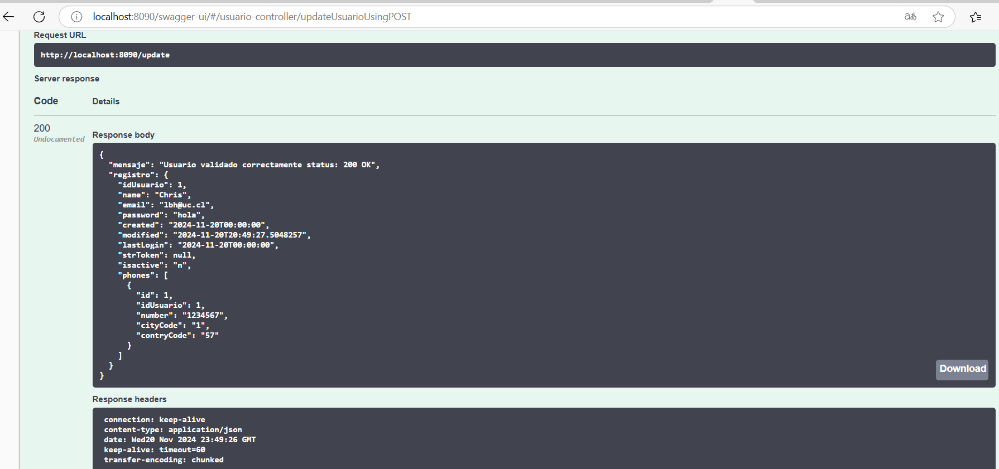 localhost:8090/swagger-ui/#/usuario-controller/updateUsuarioUsingPOST
aあ
Request URL
http://localhost:8090/update
Server response
Code Details
200
Undocumented
Response body
{
"mensaje": "Usuario validado correctamente status: 200 OK",
"registro": {
"idUsuario": 1,
"name": "Chris",
"email": "lbh@uc.cl",
"password": "hola",
"created": "2024-11-20T00:00:00",
"modified": "2024-11-20T20:49:27.5048257",
"lastLogin": "2024-11-20T00:00:00",
"strToken": null,
"isactive": "n",
"phones": [
{
"id": 1,
"idUsuario": 1,
"number": "1234567",
"cityCode": "1",
"contryCode": "57"
}
]
}
}
Download
Response headers
connection: keep-alive
content-type: application/json
date: Wed20 Nov 2024 23:49:26 GMT
keep-alive: timeout=60
transfer-encoding: chunked